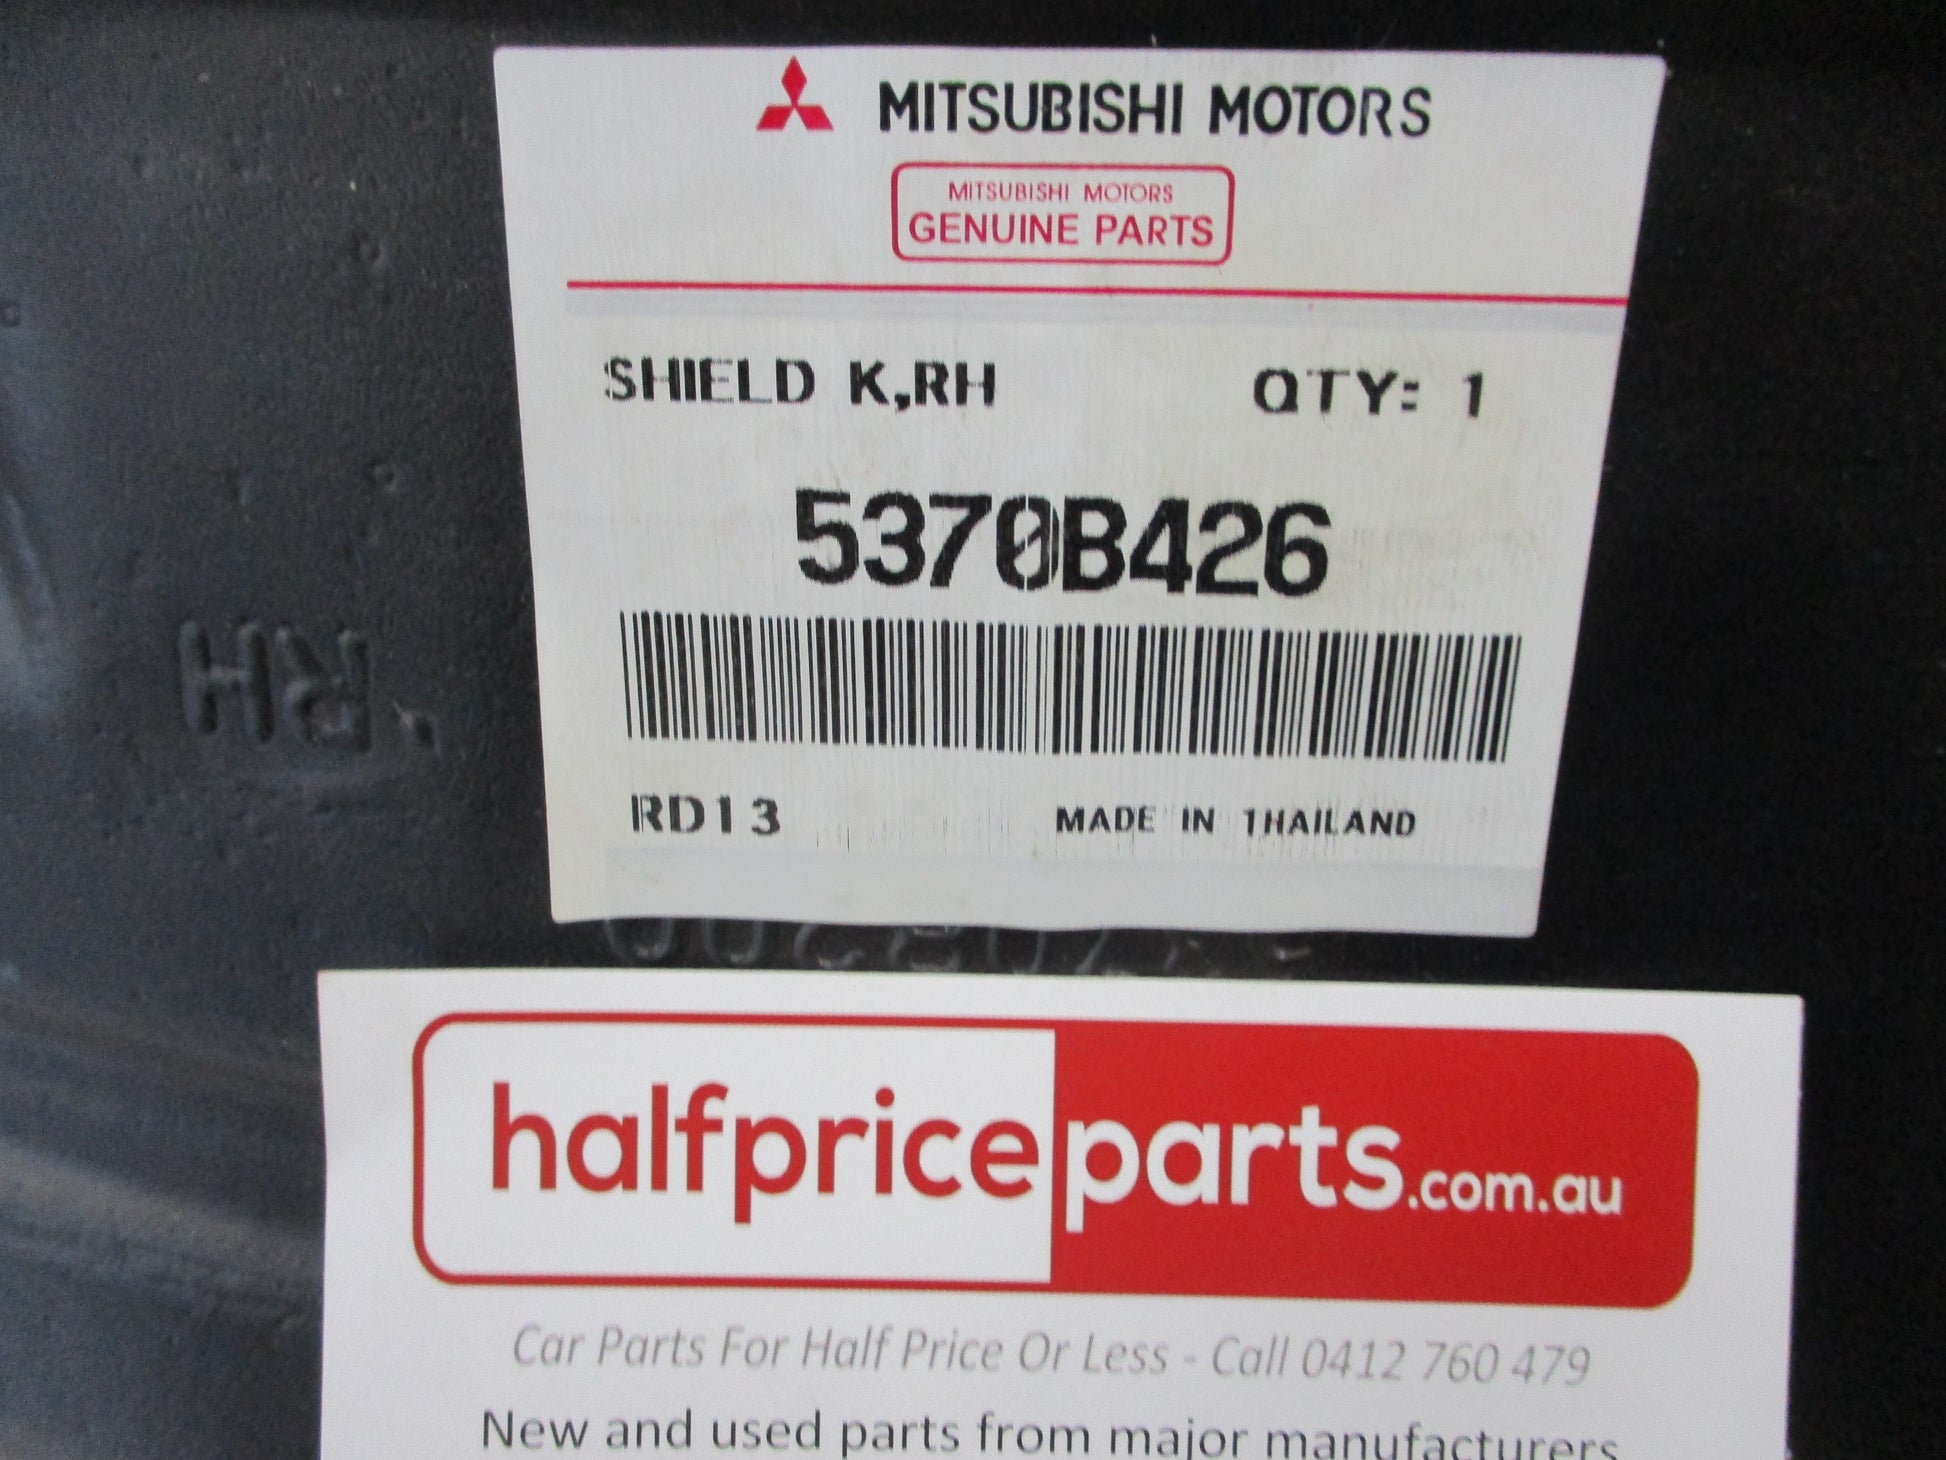 MITSUBISHI MOTORS
MITSUBISHI MOTORS
GENUINE PARTS
SHIELD K,RH QTY: 1
5370B426
RD13 MADE IN THAILAND
RH
halfpriceparts.com.au
Car Parts For Half Price Or Less - Call 0412 760 479
New and used parts from major manufacturers